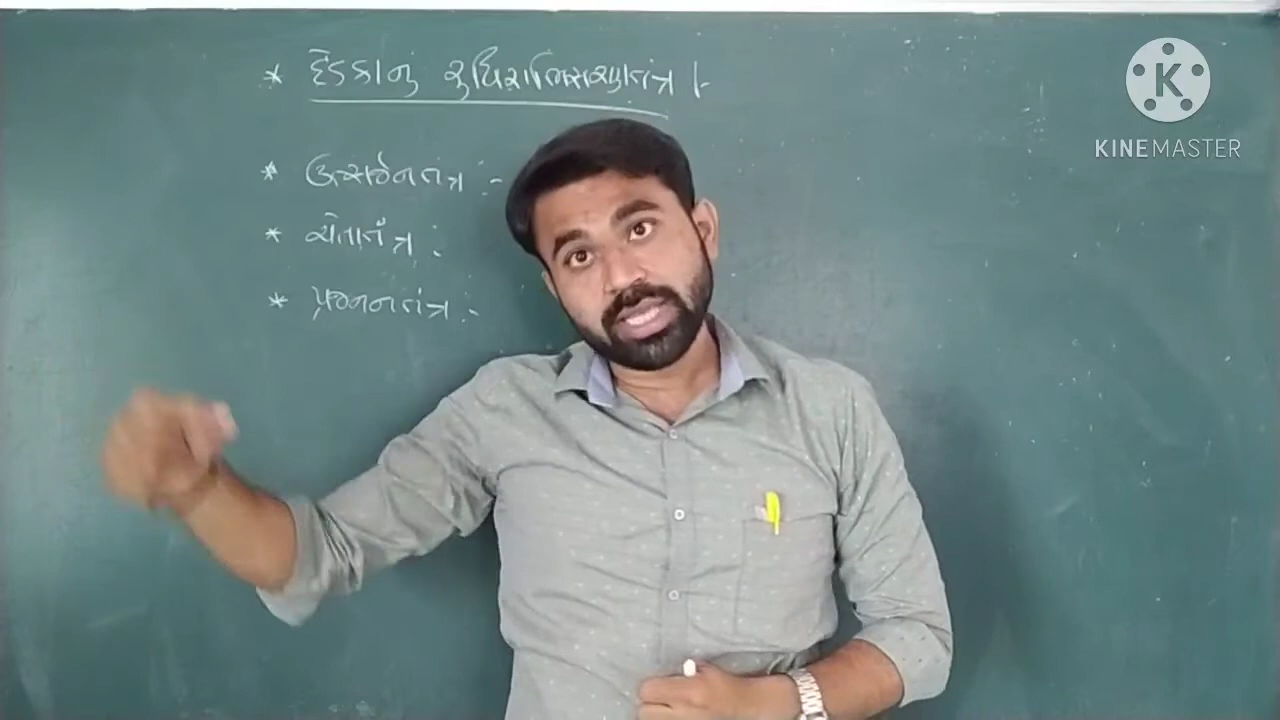 * દેડકાનું રુધિરાભિસરણતંત્ર :-
* ઉત્સર્જનતંત્ર :-
* ચેતાતંત્ર :
* પ્રજનનતંત્ર :-
K
KINEMASTER